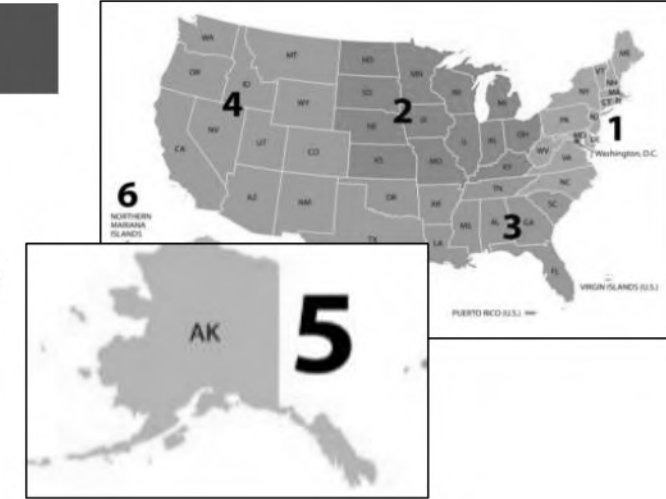 WA
MT
ND
MN
ME
VT
NH
OR
ID
SD
WI
MI
MA
CT RI
WY
4
2
NE
IA
PA
NJ
1
NV
UT
CO
KS
MO
IL
IN
OH
WV
MD
Washington, D.C.
CA
KY
VA
AZ
NM
OK
AR
TN
NC
SC
6
NORTHERN
MARIANA
ISLANDS
TX
LA
MS
AL
3
GA
FL
VIRGIN ISLANDS (U.S.)
PUERTO RICO (U.S.)
AK
5